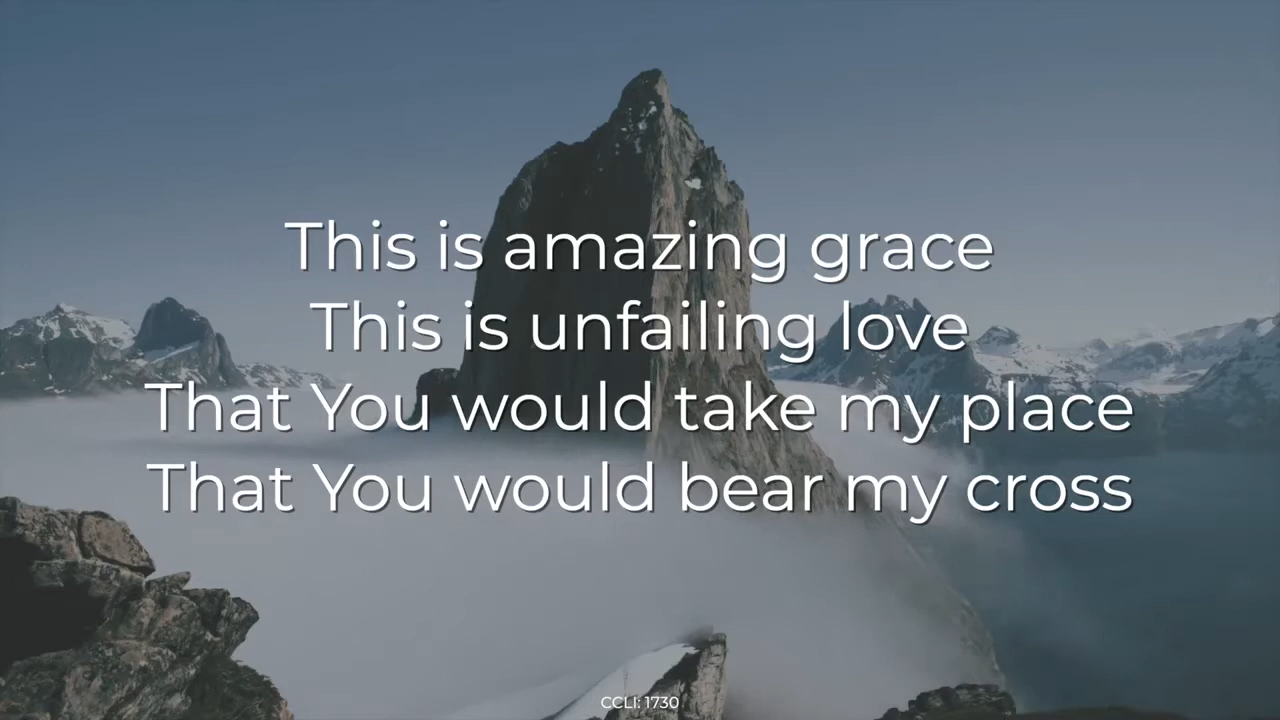 This is amazing grace
This is unfailing love
That You would take my place
That You would bear my cross
CCLI: 1730